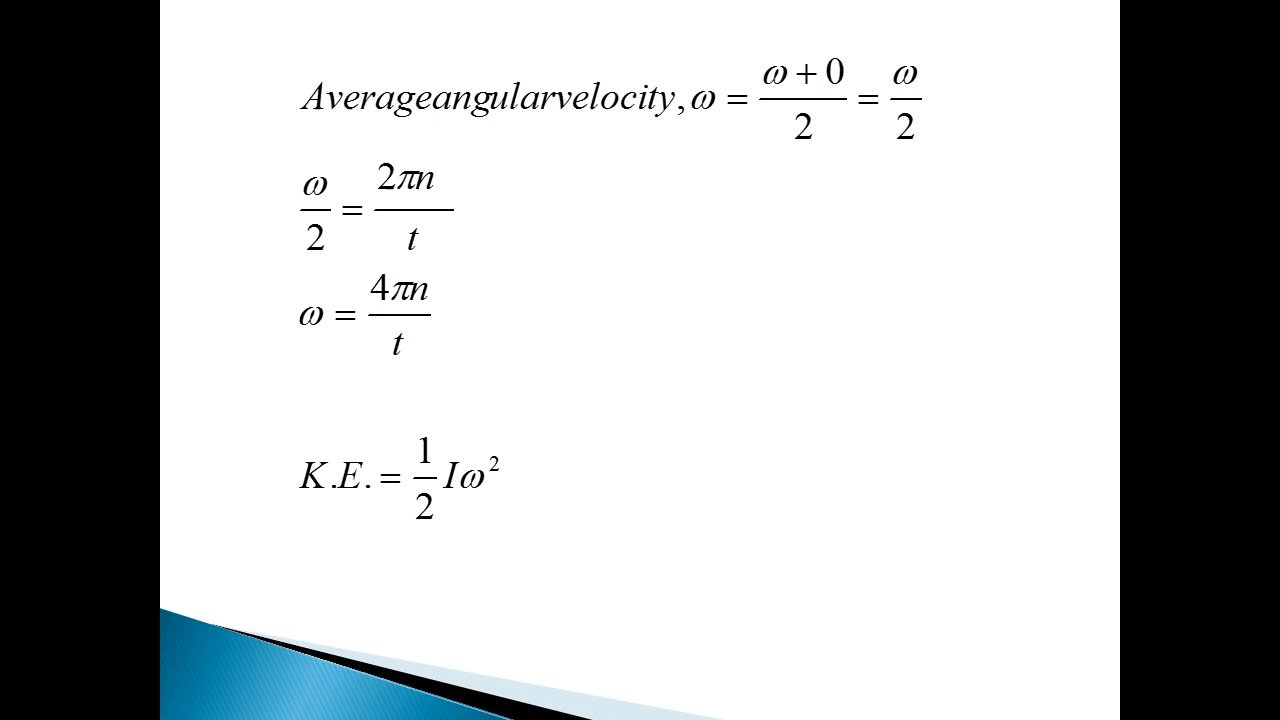 Averageangularvelocity, ω = (ω + 0)/2 = ω/2
ω/2 = 2πn/t
ω = 4πn/t
K.E. = 1/2 Iω²